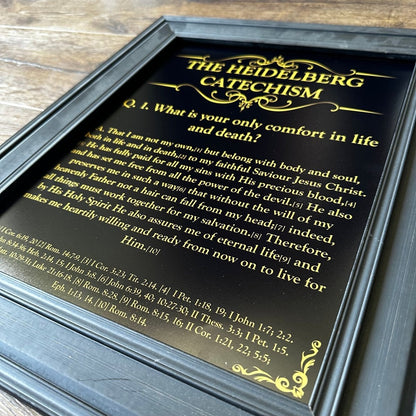 THE HEIDELBERG
CATECHISM
Q. 1. What is your only comfort in life
and death?
A. That I am not my own,[1] but belong with body and soul,
both in life and in death,[2] to my faithful Saviour Jesus Christ.
[3] He has fully paid for all my sins with His precious blood,[4]
and has set me free from all the power of the devil.[5] He also
preserves me in such a way[6] that without the will of my
heavenly Father not a hair can fall from my head;[7] indeed,
all things must work together for my salvation.[8] Therefore,
by His Holy Spirit He also assures me of eternal life[9] and
makes me heartily willing and ready from now on to live for
Him.[10]
I Cor. 6:19, 20 [2] Rom. 14:7-9. [3] I Cor. 3:23; Tit. 2:14. [4] I Pet. 1:18, 19; I John 1:7; 2:2.
John 8:34-36; Heb. 2:14, 15; I John 3:8. [6] John 6:39, 40; 10:27-30; II Thess. 3:3; I Pet. 1:5.
10:29-31; Luke 21:16-18. [8] Rom. 8:28. [9] Rom. 8:15, 16; II Cor. 1:21, 22; 5:5;
Eph. 1:13, 14. [10] Rom. 8:14.